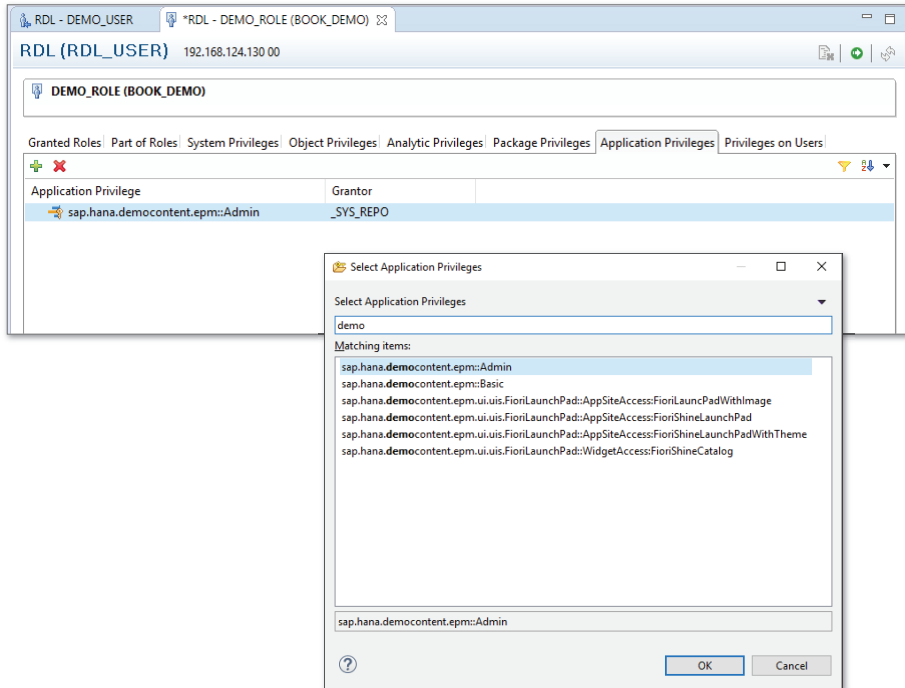 RDL - DEMO_USER *RDL - DEMO_ROLE (BOOK_DEMO)
RDL (RDL_USER) 192.168.124.130 00
DEMO_ROLE (BOOK_DEMO)
Granted Roles Part of Roles System Privileges Object Privileges Analytic Privileges Package Privileges Application Privileges Privileges on Users
Application Privilege Grantor
sap.hana.democontent.epm::Admin _SYS_REPO
Select Application Privileges
Select Application Privileges
demo
Matching items:
sap.hana.democontent.epm::Admin
sap.hana.democontent.epm::Basic
sap.hana.democontent.epm.ui.uis.FioriLaunchPad::AppSiteAccess:FioriLauncPadWithImage
sap.hana.democontent.epm.ui.uis.FioriLaunchPad::AppSiteAccess:FioriShineLaunchPad
sap.hana.democontent.epm.ui.uis.FioriLaunchPad::AppSiteAccess:FioriShineLaunchPadWithTheme
sap.hana.democontent.epm.ui.uis.FioriLaunchPad::WidgetAccess:FioriShineCatalog
sap.hana.democontent.epm::Admin
OK Cancel